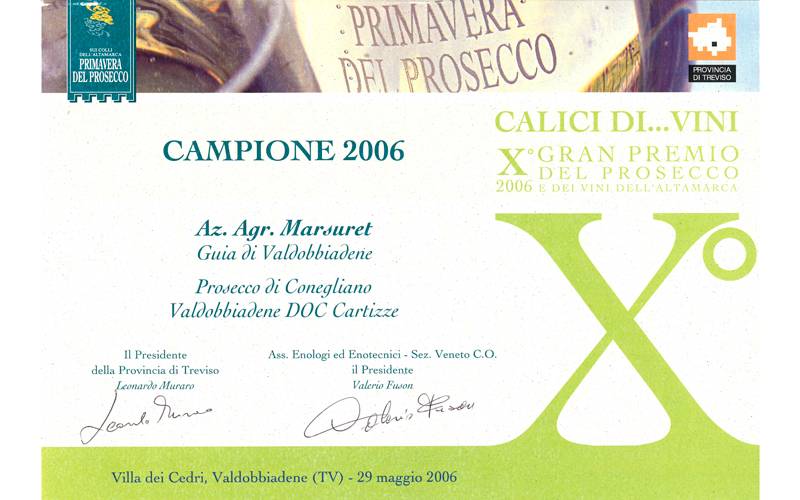 SUI COLLI
DELL'ALTAMARCA
PRIMAVERA
DEL PROSECCO
PRIMAVERA
DEL PROSECCO
PROVINCIA
DI TREVISO
CALICI DI...VINI
X° GRAN PREMIO
DEL PROSECCO
2006 E DEI VINI DELL'ALTAMARCA
CAMPIONE 2006
Az. Agr. Marsuret
Guia di Valdobbiadene
Prosecco di Conegliano
Valdobbiadene DOC Cartizze
X°
Il Presidente
della Provincia di Treviso
Leonardo Muraro
Ass. Enologi ed Enotecnici - Sez. Veneto C.O.
il Presidente
Valerio Fuson
Villa dei Cedri, Valdobbiadene (TV) - 29 maggio 2006